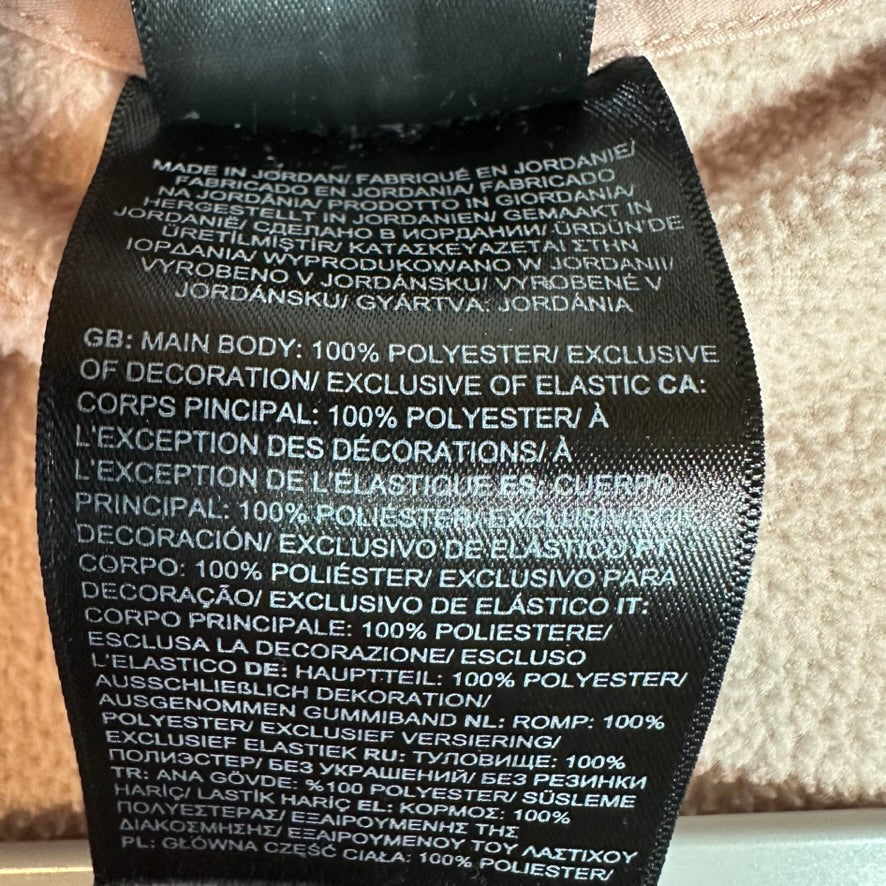 MADE IN JORDAN/ FABRIQUÉ EN JORDANIE/
FABRICADO EN JORDANIA/ FABRICADO
NA JORDÂNIA/ PRODOTTO IN GIORDANIA/
HERGESTELLT IN JORDANIEN/ GEMAAKT IN
JORDANIË/ СДЕЛАНО В ИОРДАНИИ/ ÜRDÜN'DE
ÜRETİLMİŞTİR/ ΚΑΤΑΣΚΕΥΑΖΕΤΑΙ ΣΤΗΝ
ΙΟΡΔΑΝΙΑ/ WYPRODUKOWANO W JORDANII/
VYROBENO V JORDÁNSKU/ VYROBENÉ V
JORDÁNSKU/ GYÁRTVA: JORDÁNIA
GB: MAIN BODY: 100% POLYESTER/ EXCLUSIVE
OF DECORATION/ EXCLUSIVE OF ELASTIC CA:
CORPS PINCIPAL: 100% POLYESTER/ À
L'EXCEPTION DES DÉCORATIONS/ À
L'EXCEPTION DE L'ÉLASTIQUE ES: CUERPO
PRINCIPAL: 100% POLIÉSTER/ EXCLUSIVO DE
DECORACIÓN/ EXCLUSIVO DE ELÁSTICO PT:
CORPO: 100% POLIÉSTER/ EXCLUSIVO PARA
DECORAÇÃO/ EXCLUSIVO DE ELÁSTICO IT:
CORPO PRINCIPALE: 100% POLIESTERE/
ESCLUSA LA DECORAZIONE/ ESCLUSO
L'ELASTICO DE: HAUPTTEIL: 100% POLYESTER/
AUSSCHLIEßLICH DEKORATION/
AUSGENOMMEN GUMMIBAND NL: ROMP: 100%
POLYESTER/ EXCLUSIEF VERSIERING/
EXCLUSIEF ELASTIEK RU: ТУЛОВИЩЕ: 100%
ПОЛИЭСТЕР/ БЕЗ УКРАШЕНИЙ/ БЕЗ РЕЗИНКИ
TR: ANA GÖVDE: %100 POLYESTER/ SÜSLEME
HARİÇ/ LASTİK HARİÇ EL: ΚΟΡΜΟΣ: 100%
ΠΟΛΥΕΣΤΕΡΑΣ/ ΕΞΑΙΡΟΥΜΕΝΗΣ ΤΗΣ
ΔΙΑΚΟΣΜΗΣΗΣ/ ΕΞΑΙΡΟΥΜΕΝΟΥ ΤΟΥ ΛΑΣΤΙΧΟΥ
PL: GŁÓWNA CZĘŚĆ CIAŁA: 100% POLIESTER/